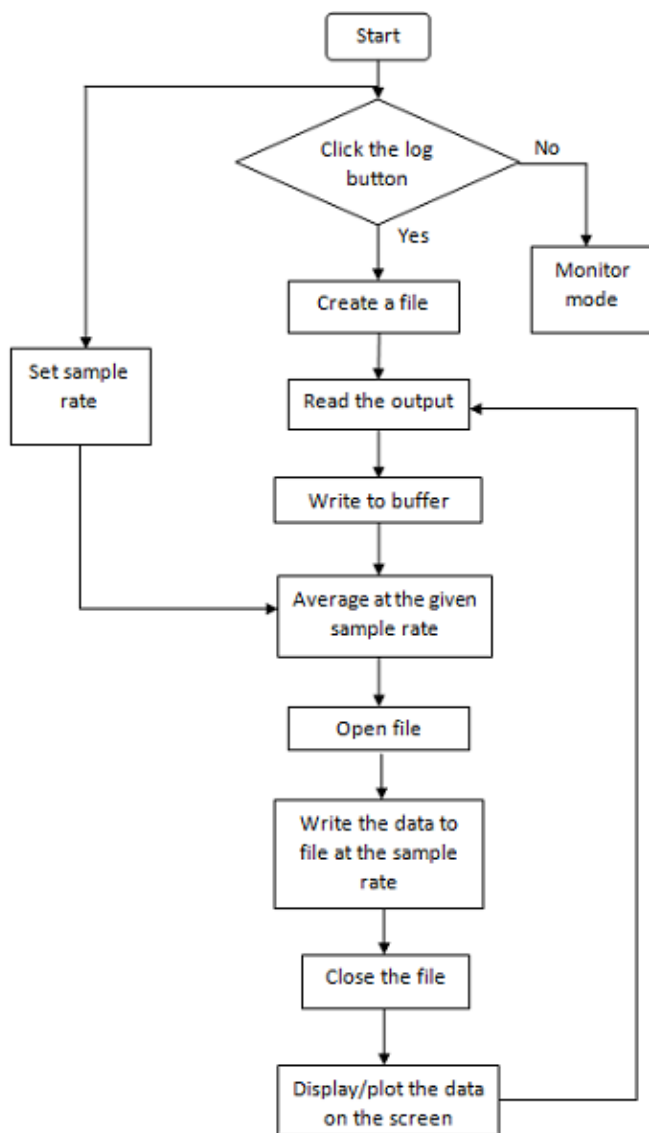 Start
Click the log
button
No
Yes
Monitor
mode
Create a file
Set sample
rate
Read the output
Write to buffer
Average at the given
sample rate
Open file
Write the data to
file at the sample
rate
Close the file
Display/plot the data
on the screen